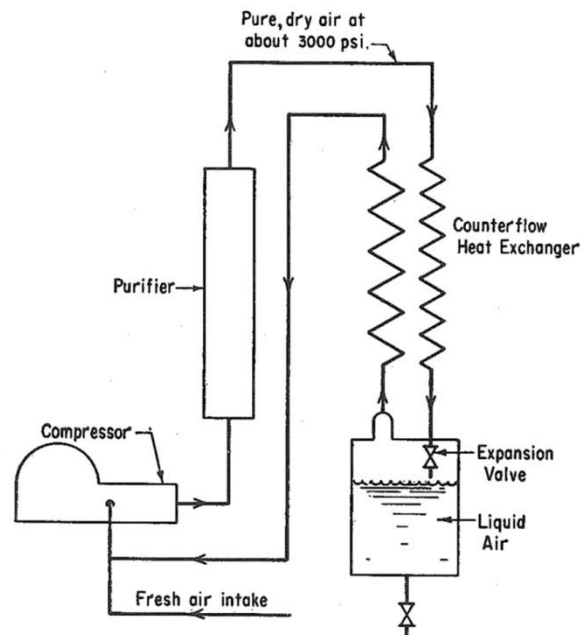 Pure, dry air at
about 3000 psi.
Counterflow
Heat Exchanger
Purifier
Compressor
Expansion
Valve
Liquid
Air
Fresh air intake